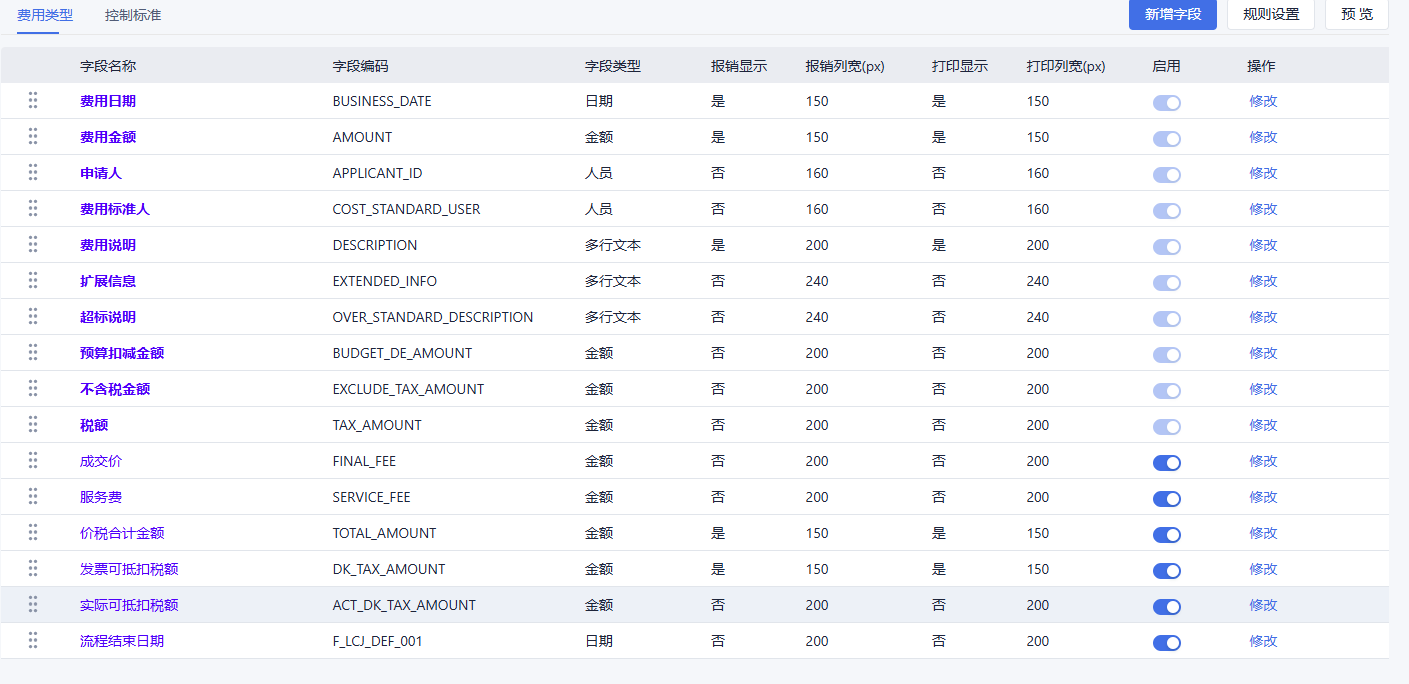 费用类型 控制标准 新增字段 规则设置 预 览
字段名称 字段编码 字段类型 报销显示 报销列宽(px) 打印显示 打印列宽(px) 启用 操作
费用日期 BUSINESS_DATE 日期 是 150 是 150 修改
费用金额 AMOUNT 金额 是 150 是 150 修改
申请人 APPLICANT_ID 人员 否 160 否 160 修改
费用标准人 COST_STANDARD_USER 人员 否 160 否 160 修改
费用说明 DESCRIPTION 多行文本 是 200 是 200 修改
扩展信息 EXTENDED_INFO 多行文本 否 240 否 240 修改
超标说明 OVER_STANDARD_DESCRIPTION 多行文本 否 240 否 240 修改
预算扣减金额 BUDGET_DE_AMOUNT 金额 否 200 否 200 修改
不含税金额 EXCLUDE_TAX_AMOUNT 金额 否 200 否 200 修改
税额 TAX_AMOUNT 金额 否 200 否 200 修改
成交价 FINAL_FEE 金额 否 200 否 200 修改
服务费 SERVICE_FEE 金额 否 200 否 200 修改
价税合计金额 TOTAL_AMOUNT 金额 是 150 是 150 修改
发票可抵扣税额 DK_TAX_AMOUNT 金额 是 150 是 150 修改
实际可抵扣税额 ACT_DK_TAX_AMOUNT 金额 否 200 否 200 修改
流程结束日期 F_LCJ_DEF_001 日期 否 200 否 200 修改